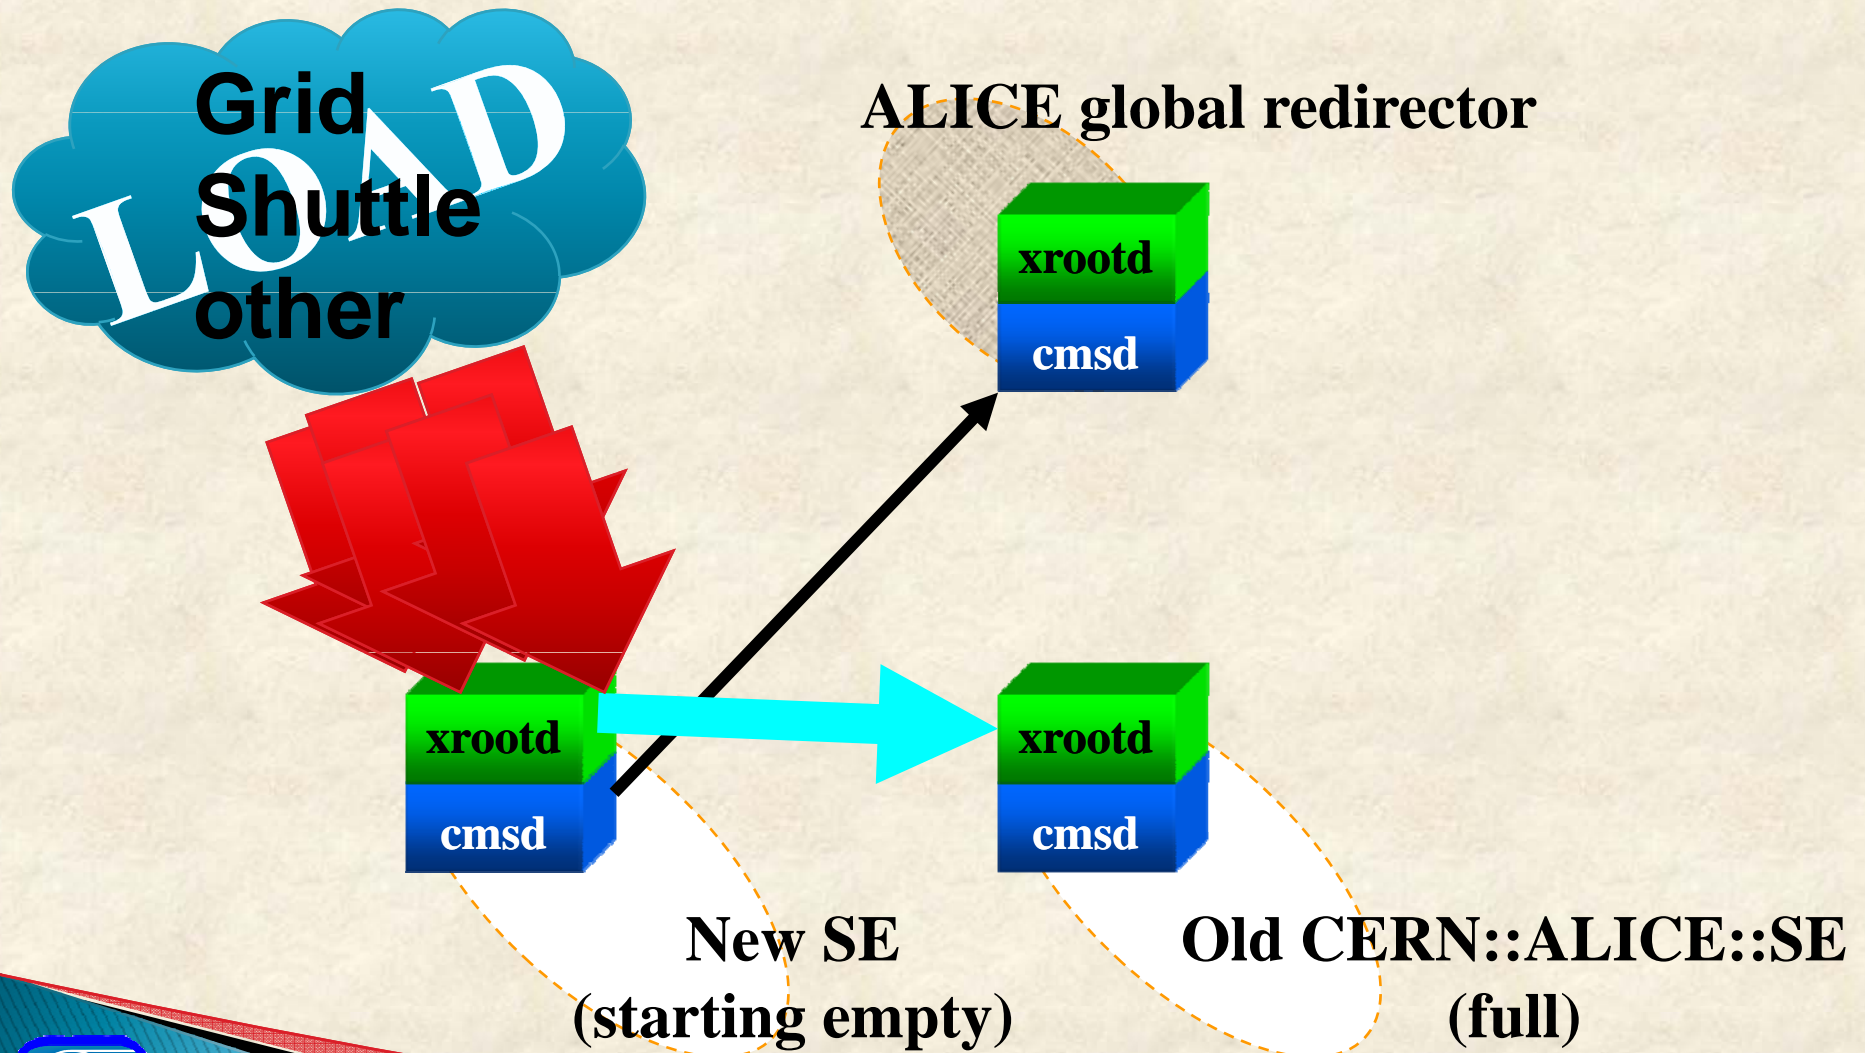 LOAD
Grid
Shuttle
other
ALICE global redirector
xrootd
cmsd
xrootd
cmsd
xrootd
cmsd
New SE
(starting empty)
Old CERN::ALICE::SE
(full)